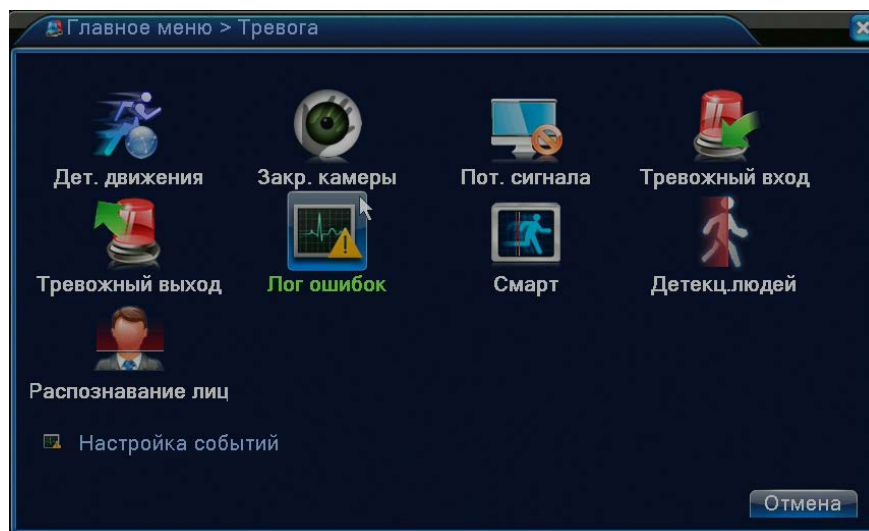 Главное меню > Тревога
Дет. движения
Закр. камеры
Пот. сигнала
Тревожный вход
Тревожный выход
Лог ошибок
Смарт
Детекц.людей
Распознавание лиц
Настройка событий
Отмена